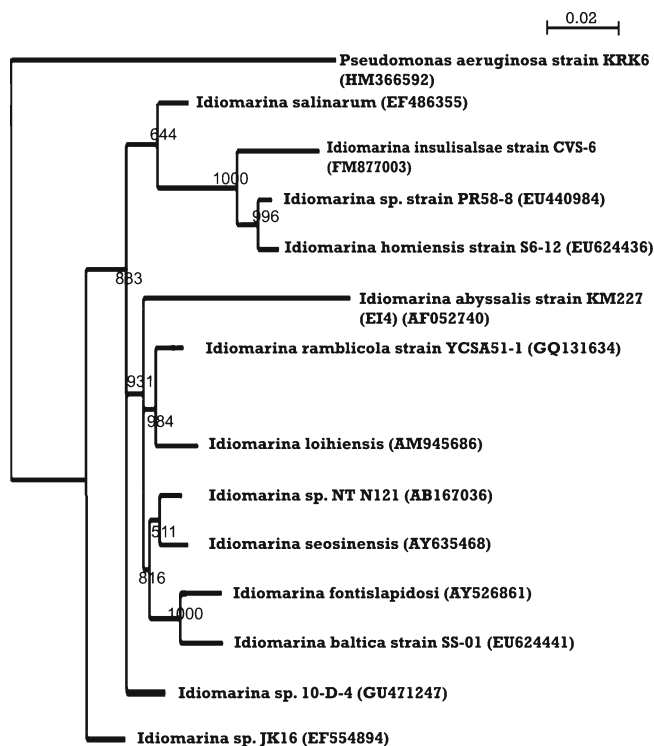 0.02
Pseudomonas aeruginosa strain KRK6
(HM366592)
Idiomarina salinarum (EF486355)
644
Idiomarina insulisalsae strain CVS-6
(FM877003)
1000
Idiomarina sp. strain PR58-8 (EU440984)
996
Idiomarina homiensis strain S6-12 (EU624436)
883
Idiomarina abyssalis strain KM227
(EI4) (AF052740)
Idiomarina ramblicola strain YCSA51-1 (GQ131634)
931
984
Idiomarina loihiensis (AM945686)
Idiomarina sp. NT N121 (AB167036)
511
Idiomarina seosinensis (AY635468)
816
Idiomarina fontislapidosi (AY526861)
1000
Idiomarina baltica strain SS-01 (EU624441)
Idiomarina sp. 10-D-4 (GU471247)
Idiomarina sp. JK16 (EF554894)